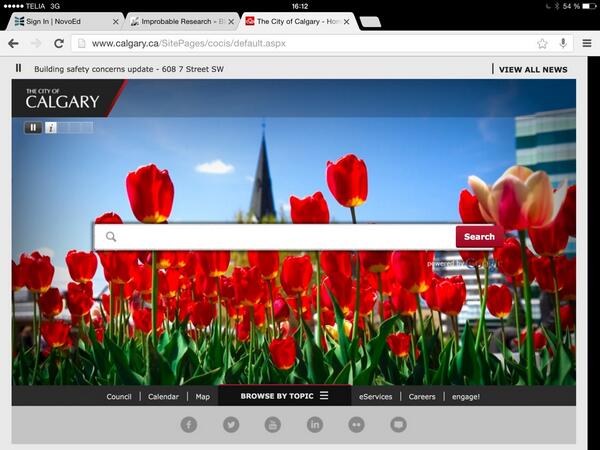 TELIA 3G 16:12 54 %
Sign In | NovoEd Improbable Research - B The City of Calgary - Hom
www.calgary.ca/SitePages/cocis/default.aspx
Building safety concerns update - 608 7 Street SW VIEW ALL NEWS
THE CITY OF
CALGARY
i
Search
powered by Google
Council Calendar Map BROWSE BY TOPIC eServices Careers engage!